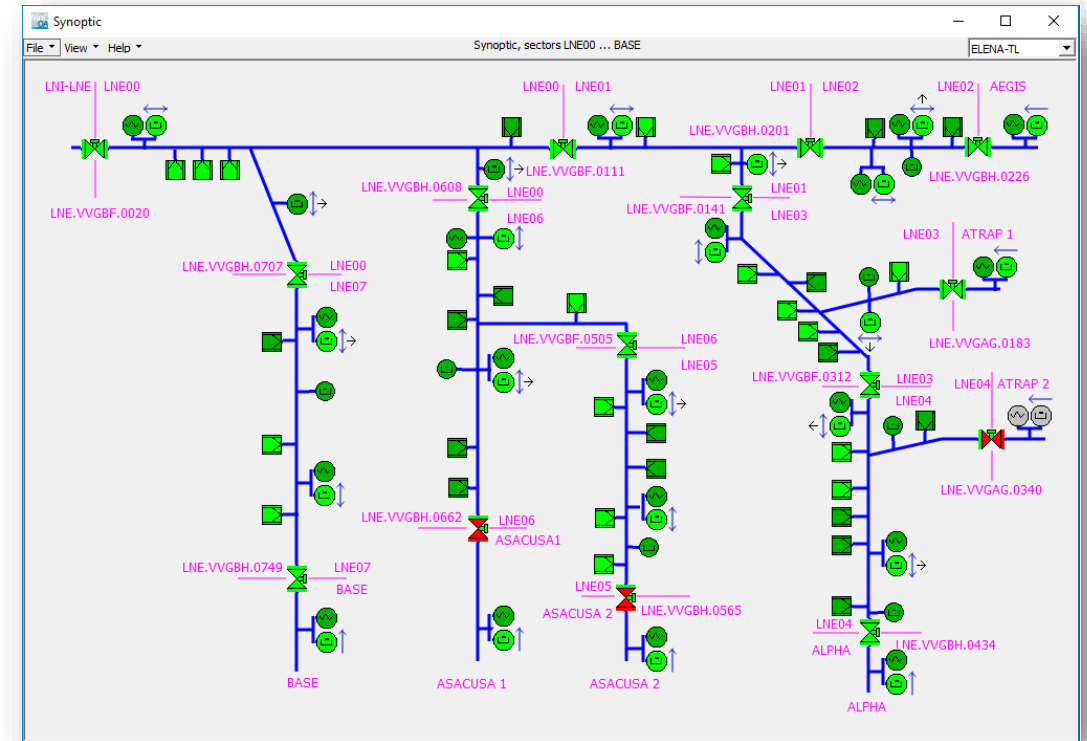 OA Synoptic
File View Help Synoptic, sectors LNE00 ... BASE ELENA-TL
LNI-LNE LNE00
LNE00 LNE01
LNE01 LNE02
LNE02 AEGIS
LNE.VVGBF.0020
LNE.VVGBF.0111
LNE.VVGBH.0201
LNE.VVGBH.0226
LNE.VVGBH.0608
LNE00
LNE06
LNE.VVGBF.0141
LNE01
LNE03
LNE03 ATRAP 1
LNE.VVGBH.0707
LNE00
LNE07
LNE.VVGBF.0505
LNE06
LNE05
LNE.VVGAG.0183
LNE.VVGBF.0312
LNE03
LNE04
LNE04 ATRAP 2
LNE.VVGAG.0340
LNE.VVGBH.0662
LNE06
ASACUSA1
LNE.VVGBH.0749
LNE07
BASE
LNE05
ASACUSA 2
LNE.VVGBH.0565
LNE04
ALPHA
LNE.VVGBH.0434
BASE
ASACUSA 1
ASACUSA 2
ALPHA